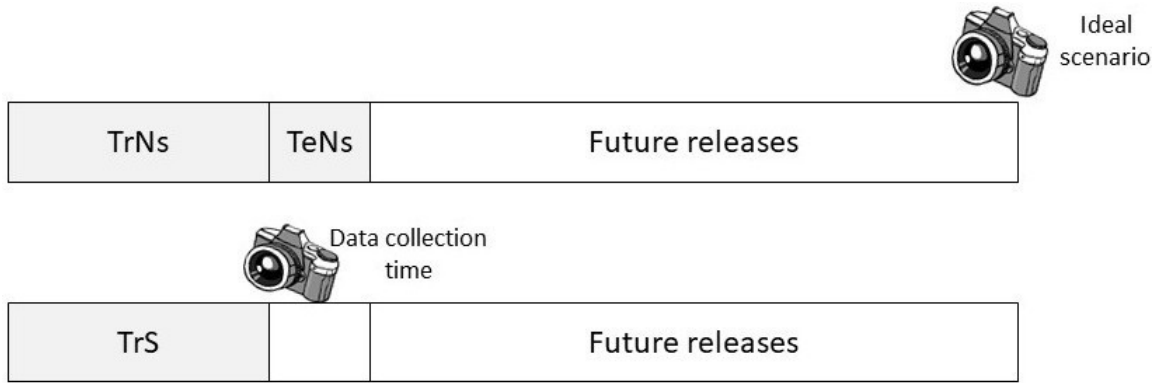 Ideal
scenario
TrNs
TeNs
Future releases
Data collection
time
TrS
Future releases